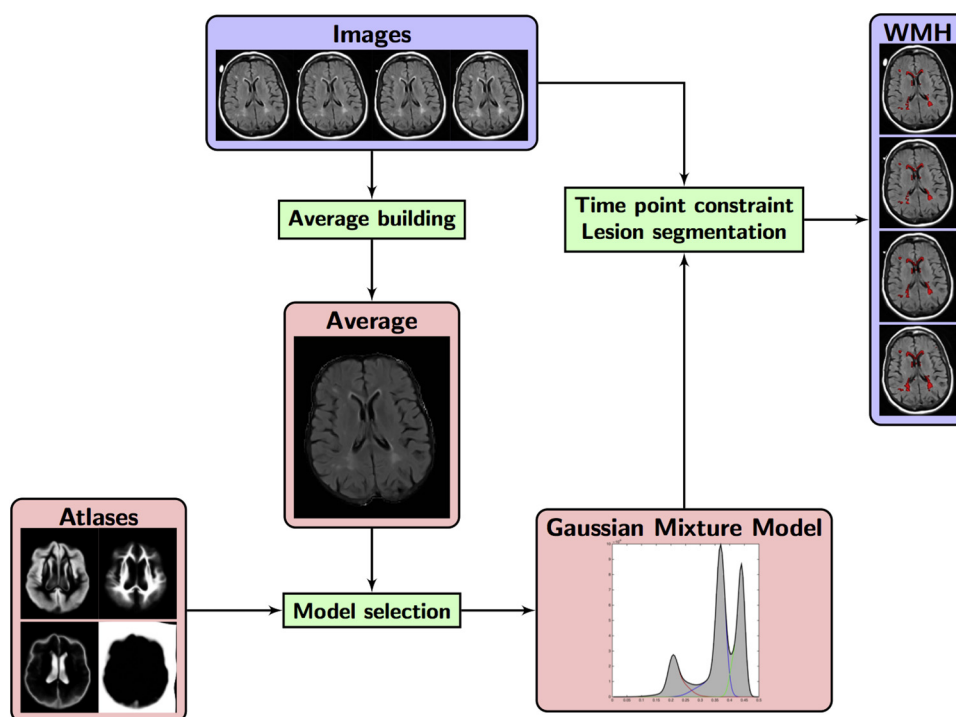 Images
WMH
Average building
Time point constraint
Lesion segmentation
Average
Atlases
Gaussian Mixture Model
Model selection